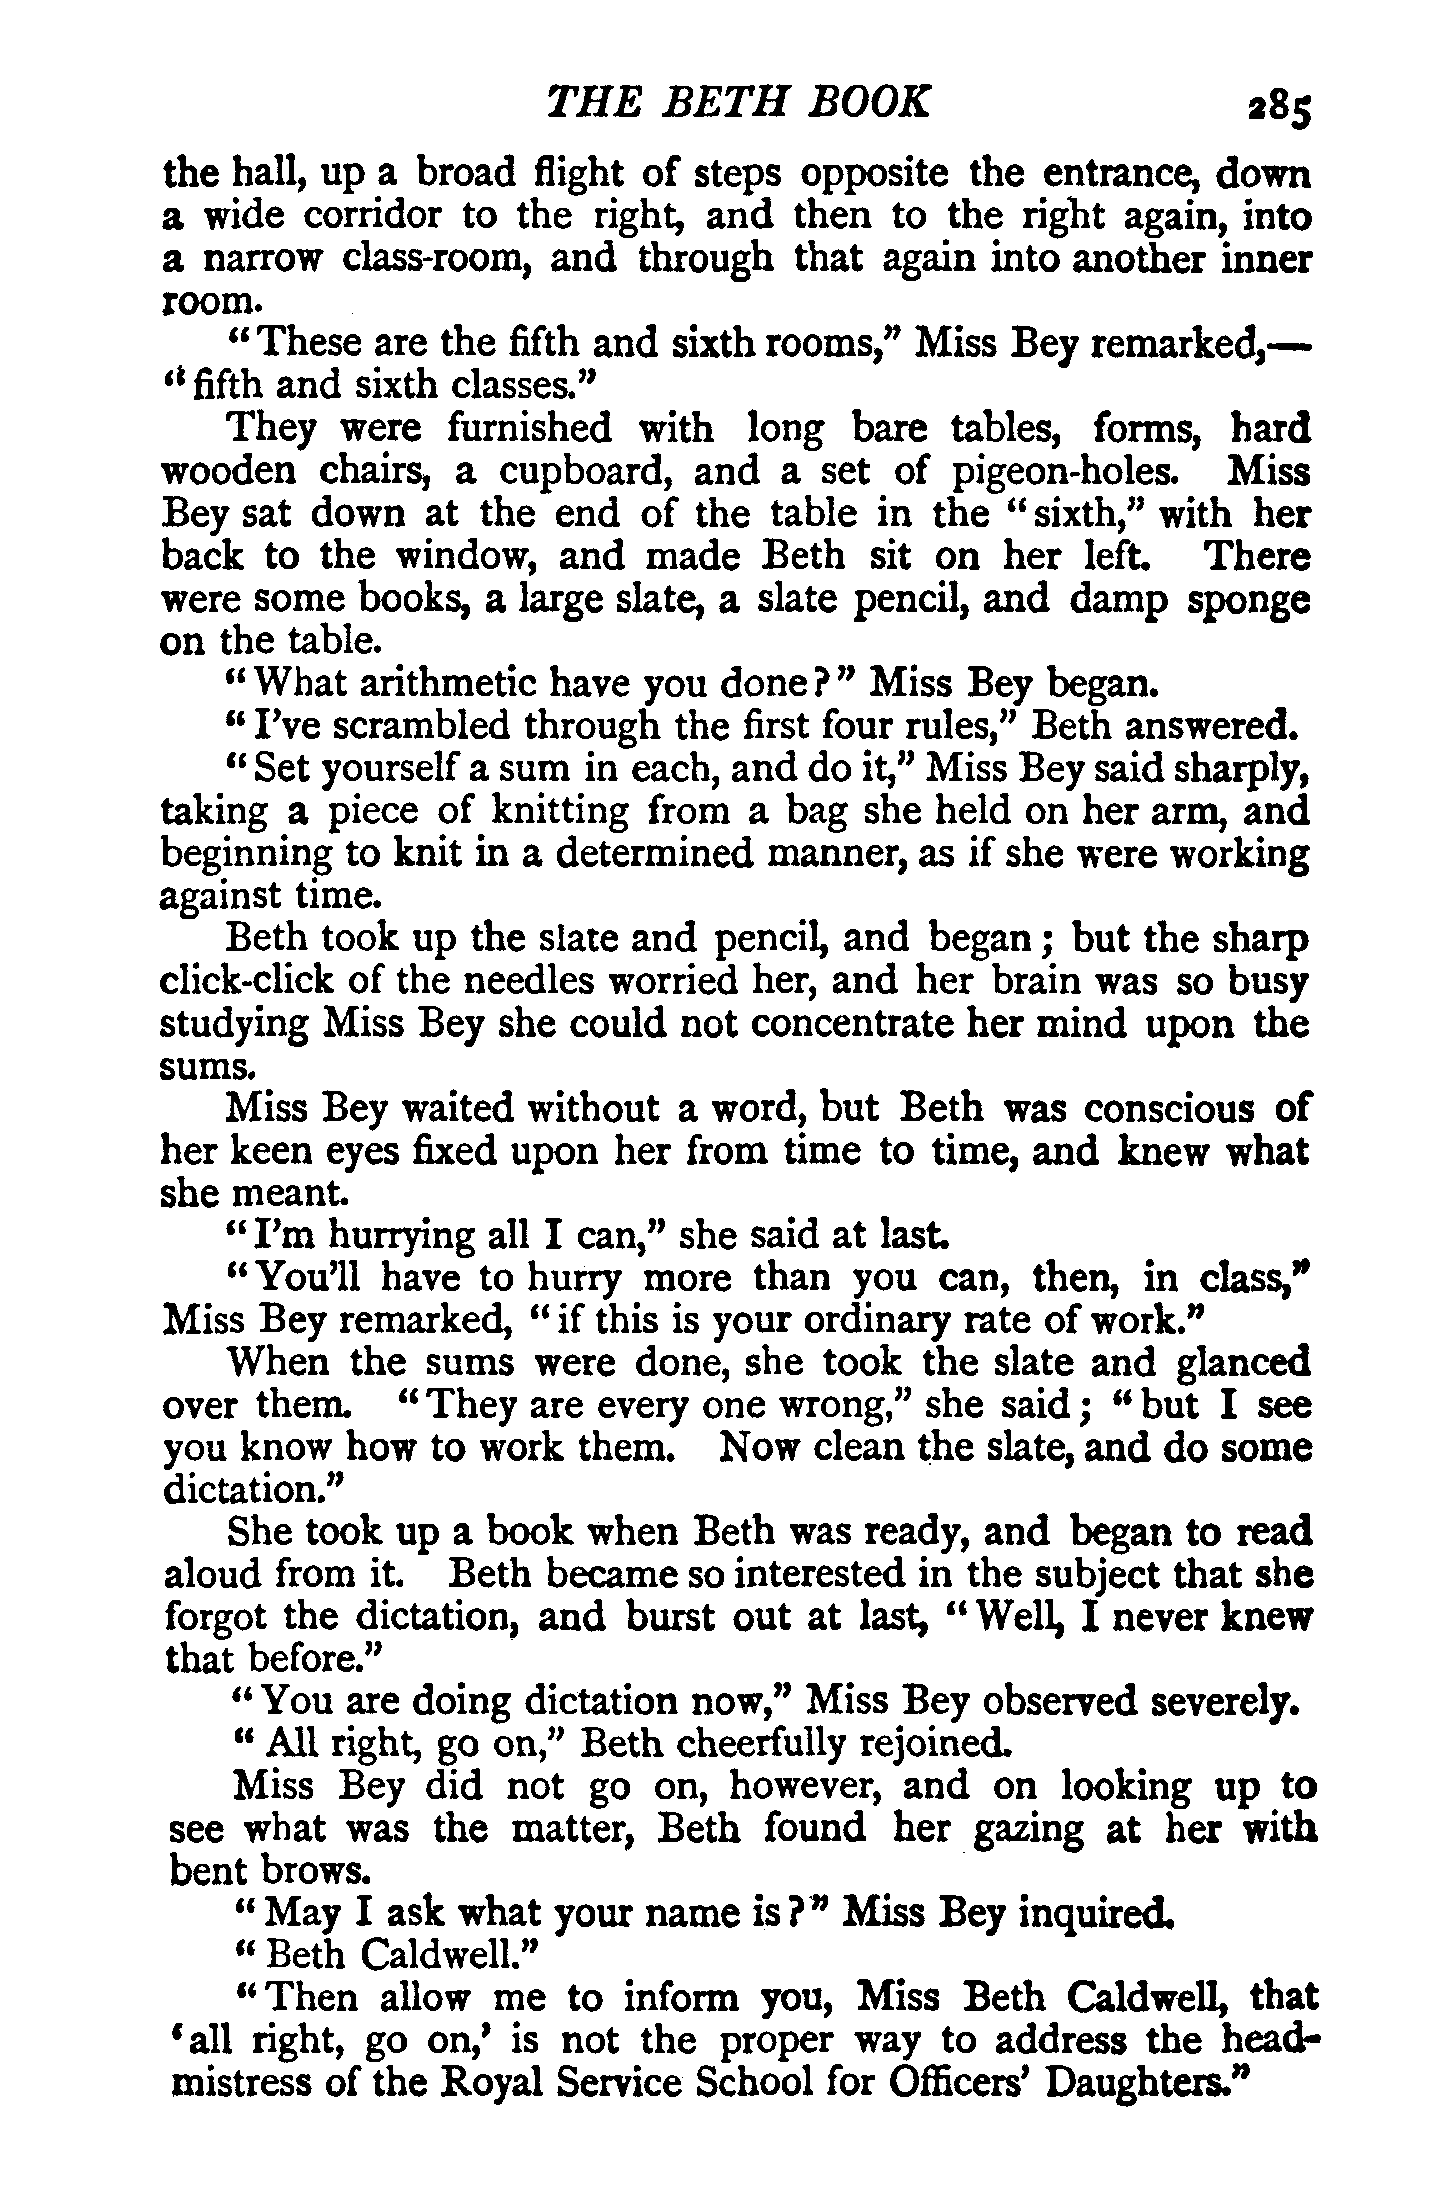 THE BETH BOOK 285
the hall, up a broad flight of steps opposite the entrance, down
a wide corridor to the right, and then to the right again, into
a narrow class-room, and through that again into another inner
room.
"These are the fifth and sixth rooms," Miss Bey remarked,—
"fifth and sixth classes."
They were furnished with long bare tables, forms, hard
wooden chairs, a cupboard, and a set of pigeon-holes. Miss
Bey sat down at the end of the table in the "sixth," with her
back to the window, and made Beth sit on her left. There
were some books, a large slate, a slate pencil, and damp sponge
on the table.
"What arithmetic have you done?" Miss Bey began.
"I've scrambled through the first four rules," Beth answered.
"Set yourself a sum in each, and do it," Miss Bey said sharply,
taking a piece of knitting from a bag she held on her arm, and
beginning to knit in a determined manner, as if she were working
against time.
Beth took up the slate and pencil, and began; but the sharp
click-click of the needles worried her, and her brain was so busy
studying Miss Bey she could not concentrate her mind upon the
sums.
Miss Bey waited without a word, but Beth was conscious of
her keen eyes fixed upon her from time to time, and knew what
she meant.
"I'm hurrying all I can," she said at last.
"You'll have to hurry more than you can, then, in class,"
Miss Bey remarked, "if this is your ordinary rate of work."
When the sums were done, she took the slate and glanced
over them. "They are every one wrong," she said; "but I see
you know how to work them. Now clean the slate, and do some
dictation."
She took up a book when Beth was ready, and began to read
aloud from it. Beth became so interested in the subject that she
forgot the dictation, and burst out at last, "Well, I never knew
that before."
"You are doing dictation now," Miss Bey observed severely.
"All right, go on," Beth cheerfully rejoined.
Miss Bey did not go on, however, and on looking up to
see what was the matter, Beth found her gazing at her with
bent brows.
"May I ask what your name is?" Miss Bey inquired.
"Beth Caldwell."
"Then allow me to inform you, Miss Beth Caldwell, that
'all right, go on,' is not the proper way to address the head-
mistress of the Royal Service School for Officers' Daughters."